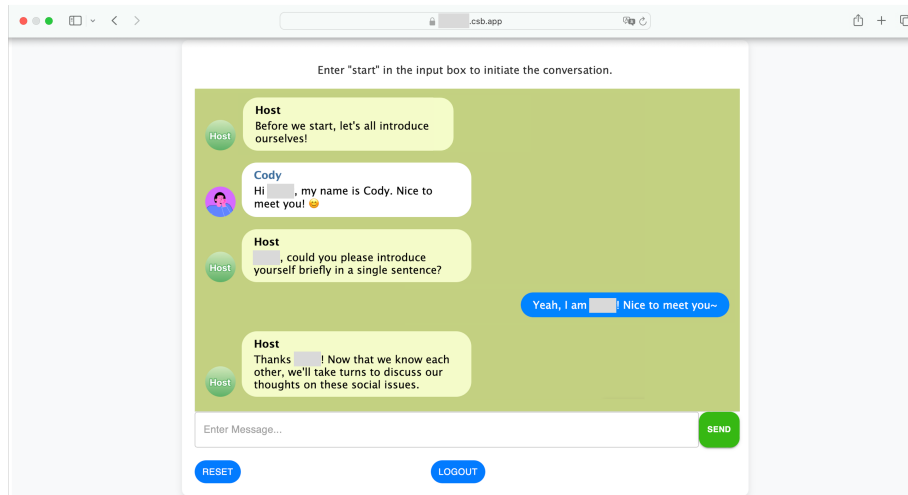 .csb.app
Enter "start" in the input box to initiate the conversation.
Host
Before we start, let's all introduce
ourselves!
Host
Cody
Hi , my name is Cody. Nice to
meet you! 😄
Host
, could you please introduce
yourself briefly in a single sentence?
Host
Yeah, I am ! Nice to meet you~
Host
Thanks ! Now that we know each
other, we'll take turns to discuss our
thoughts on these social issues.
Host
Enter Message...
SEND
RESET
LOGOUT